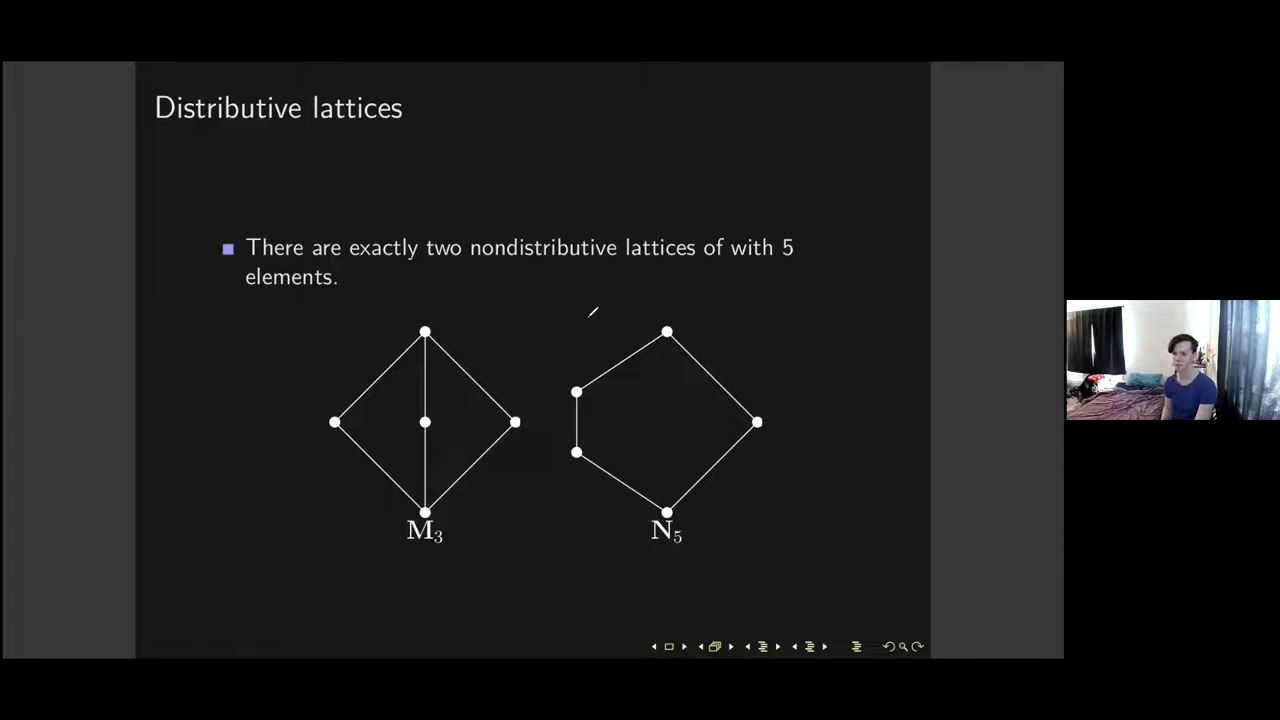 Distributive lattices
There are exactly two nondistributive lattices of with 5
elements.
M₃ N₅